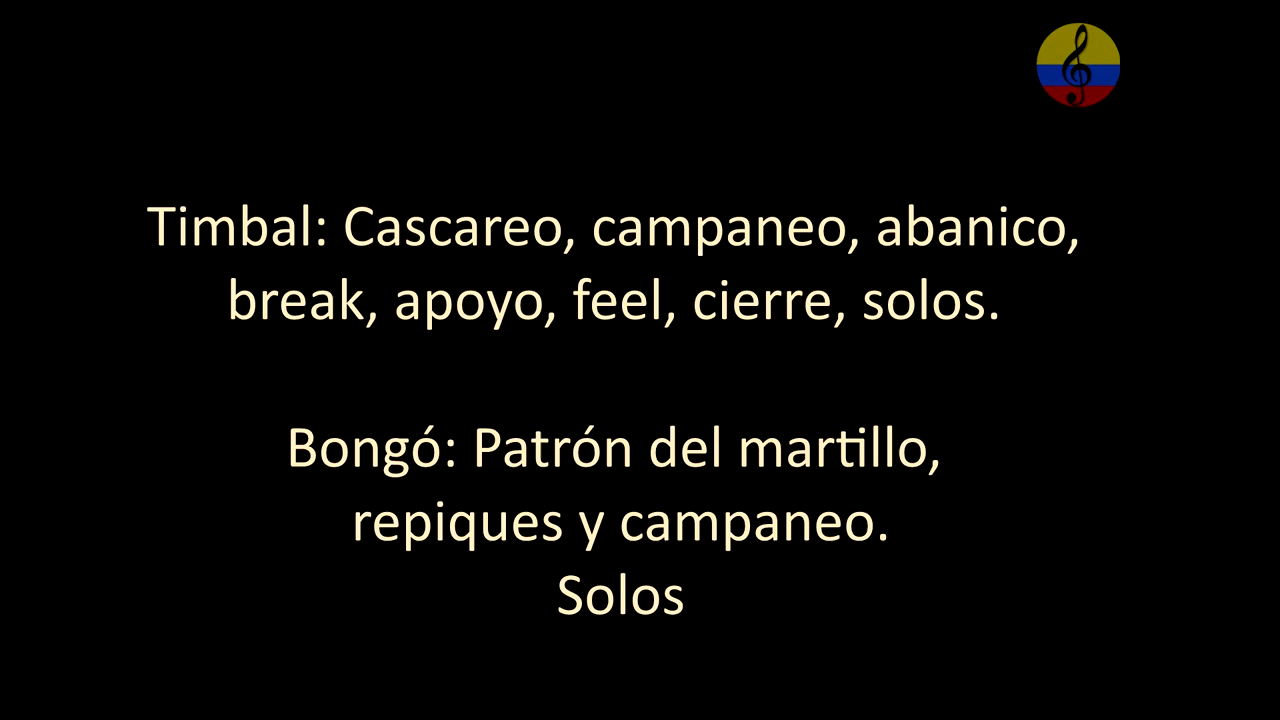 Timbal: Cascareo, campaneo, abanico,
break, apoyo, feel, cierre, solos.
Bongó: Patrón del martillo,
repiques y campaneo.
Solos